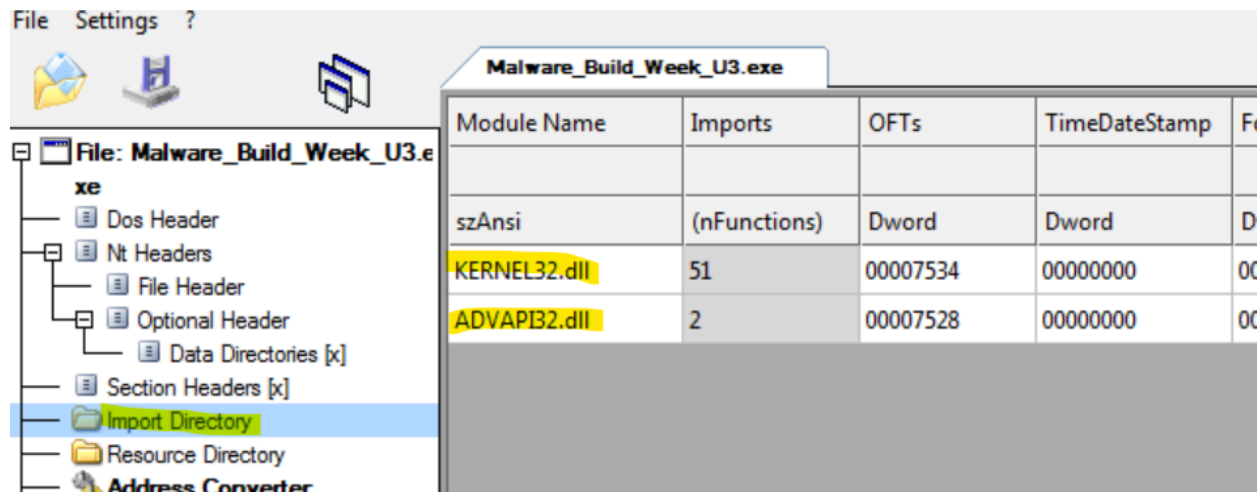 File Settings ?
Malware_Build_Week_U3.exe
Module Name Imports OFTs TimeDateStamp
File: Malware_Build_Week_U3.e
xe
Dos Header
szAnsi (nFunctions) Dword Dword D
Nt Headers
KERNEL32.dll 51 00007534 00000000 00
File Header
Optional Header
ADVAPI32.dll 2 00007528 00000000 00
Data Directories [x]
Section Headers [x]
Import Directory
Resource Directory
Address Converter